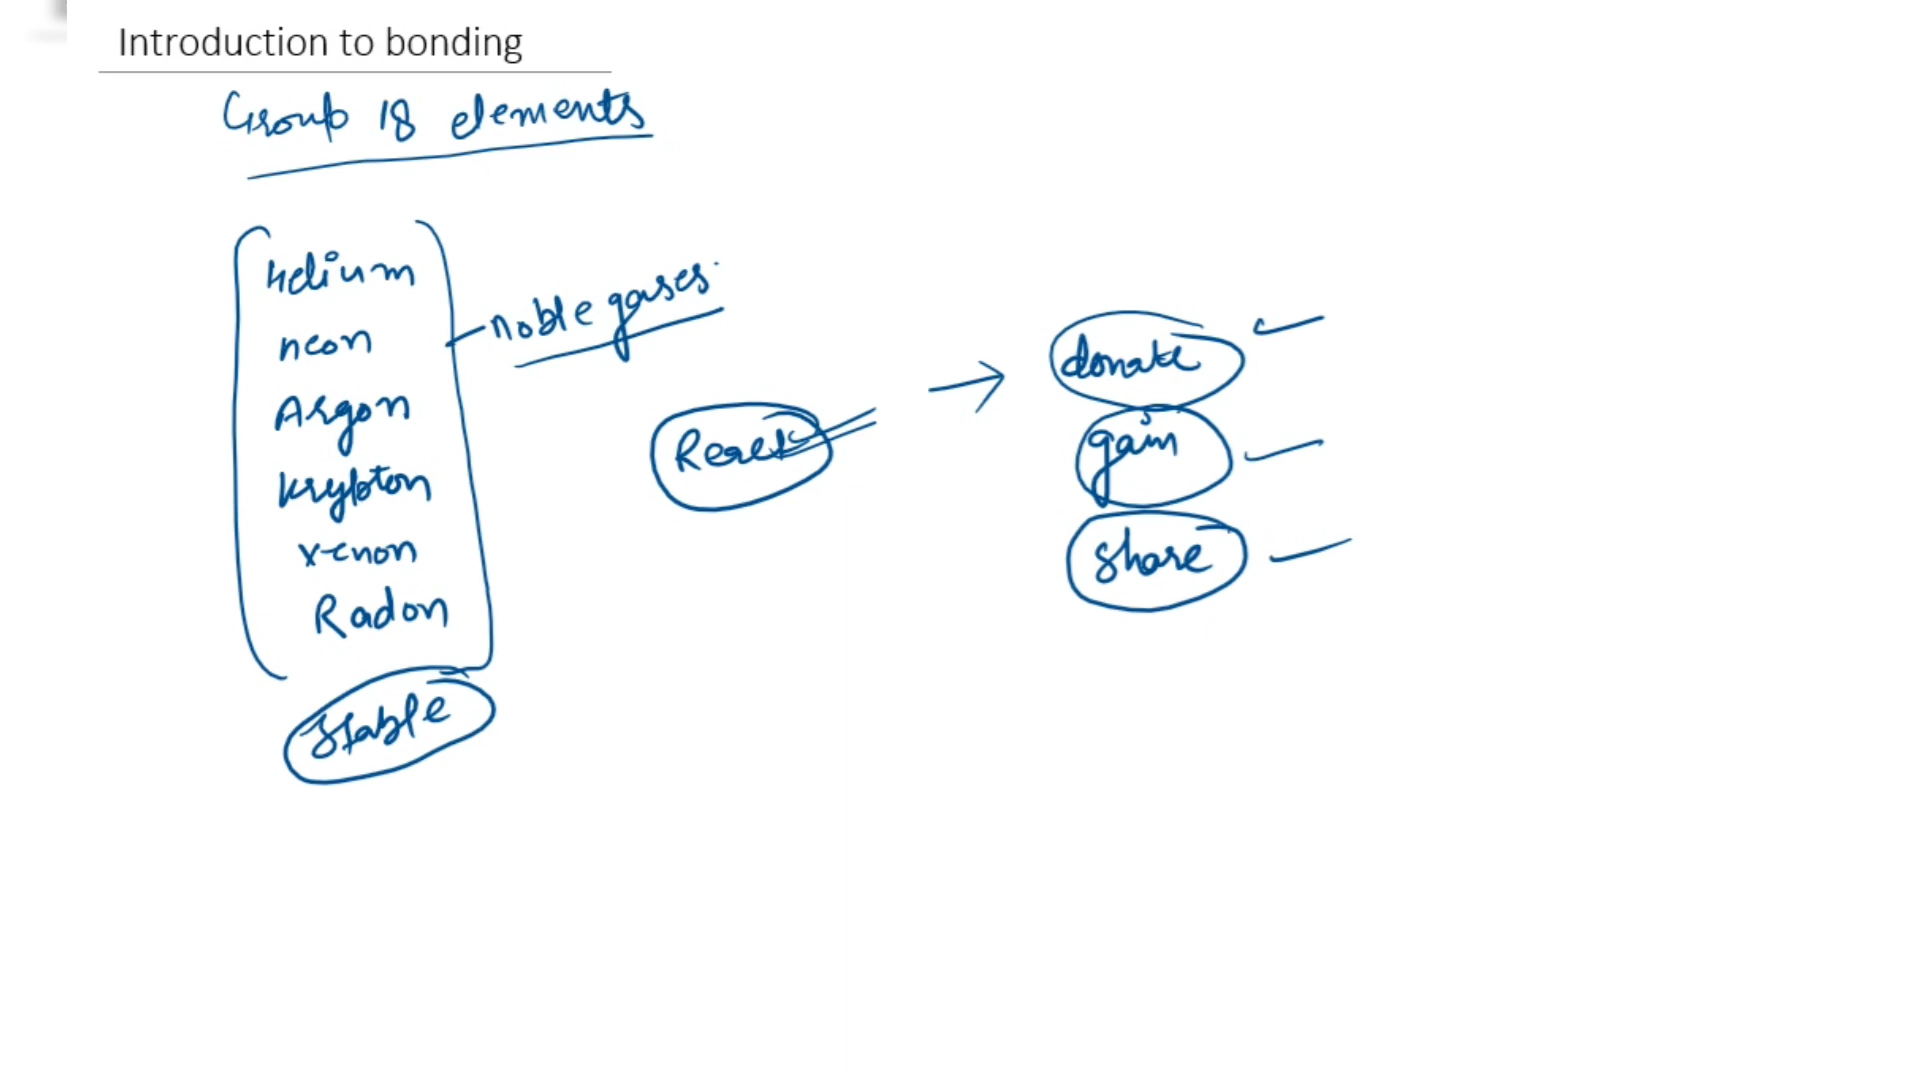 Introduction to bonding
Group 18 elements
Helium
neon
Argon
Krypton
Xenon
Radon
Stable
noble gases
React
donate
gain
share